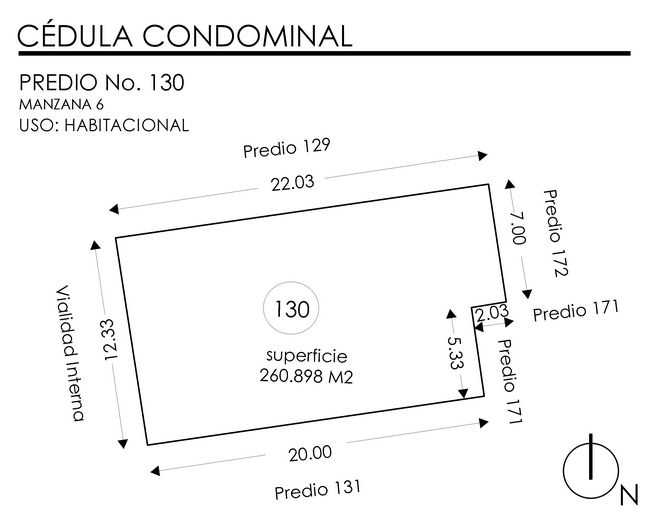 CÉDULA CONDOMINAL
PREDIO No. 130
MANZANA 6
USO: HABITACIONAL
Predio 129
22.03
7.00
Predio 172
Vialidad Interna
12.33
130
superficie
260.898 M2
2.03
Predio 171
5.33
Predio 171
20.00
Predio 131
N